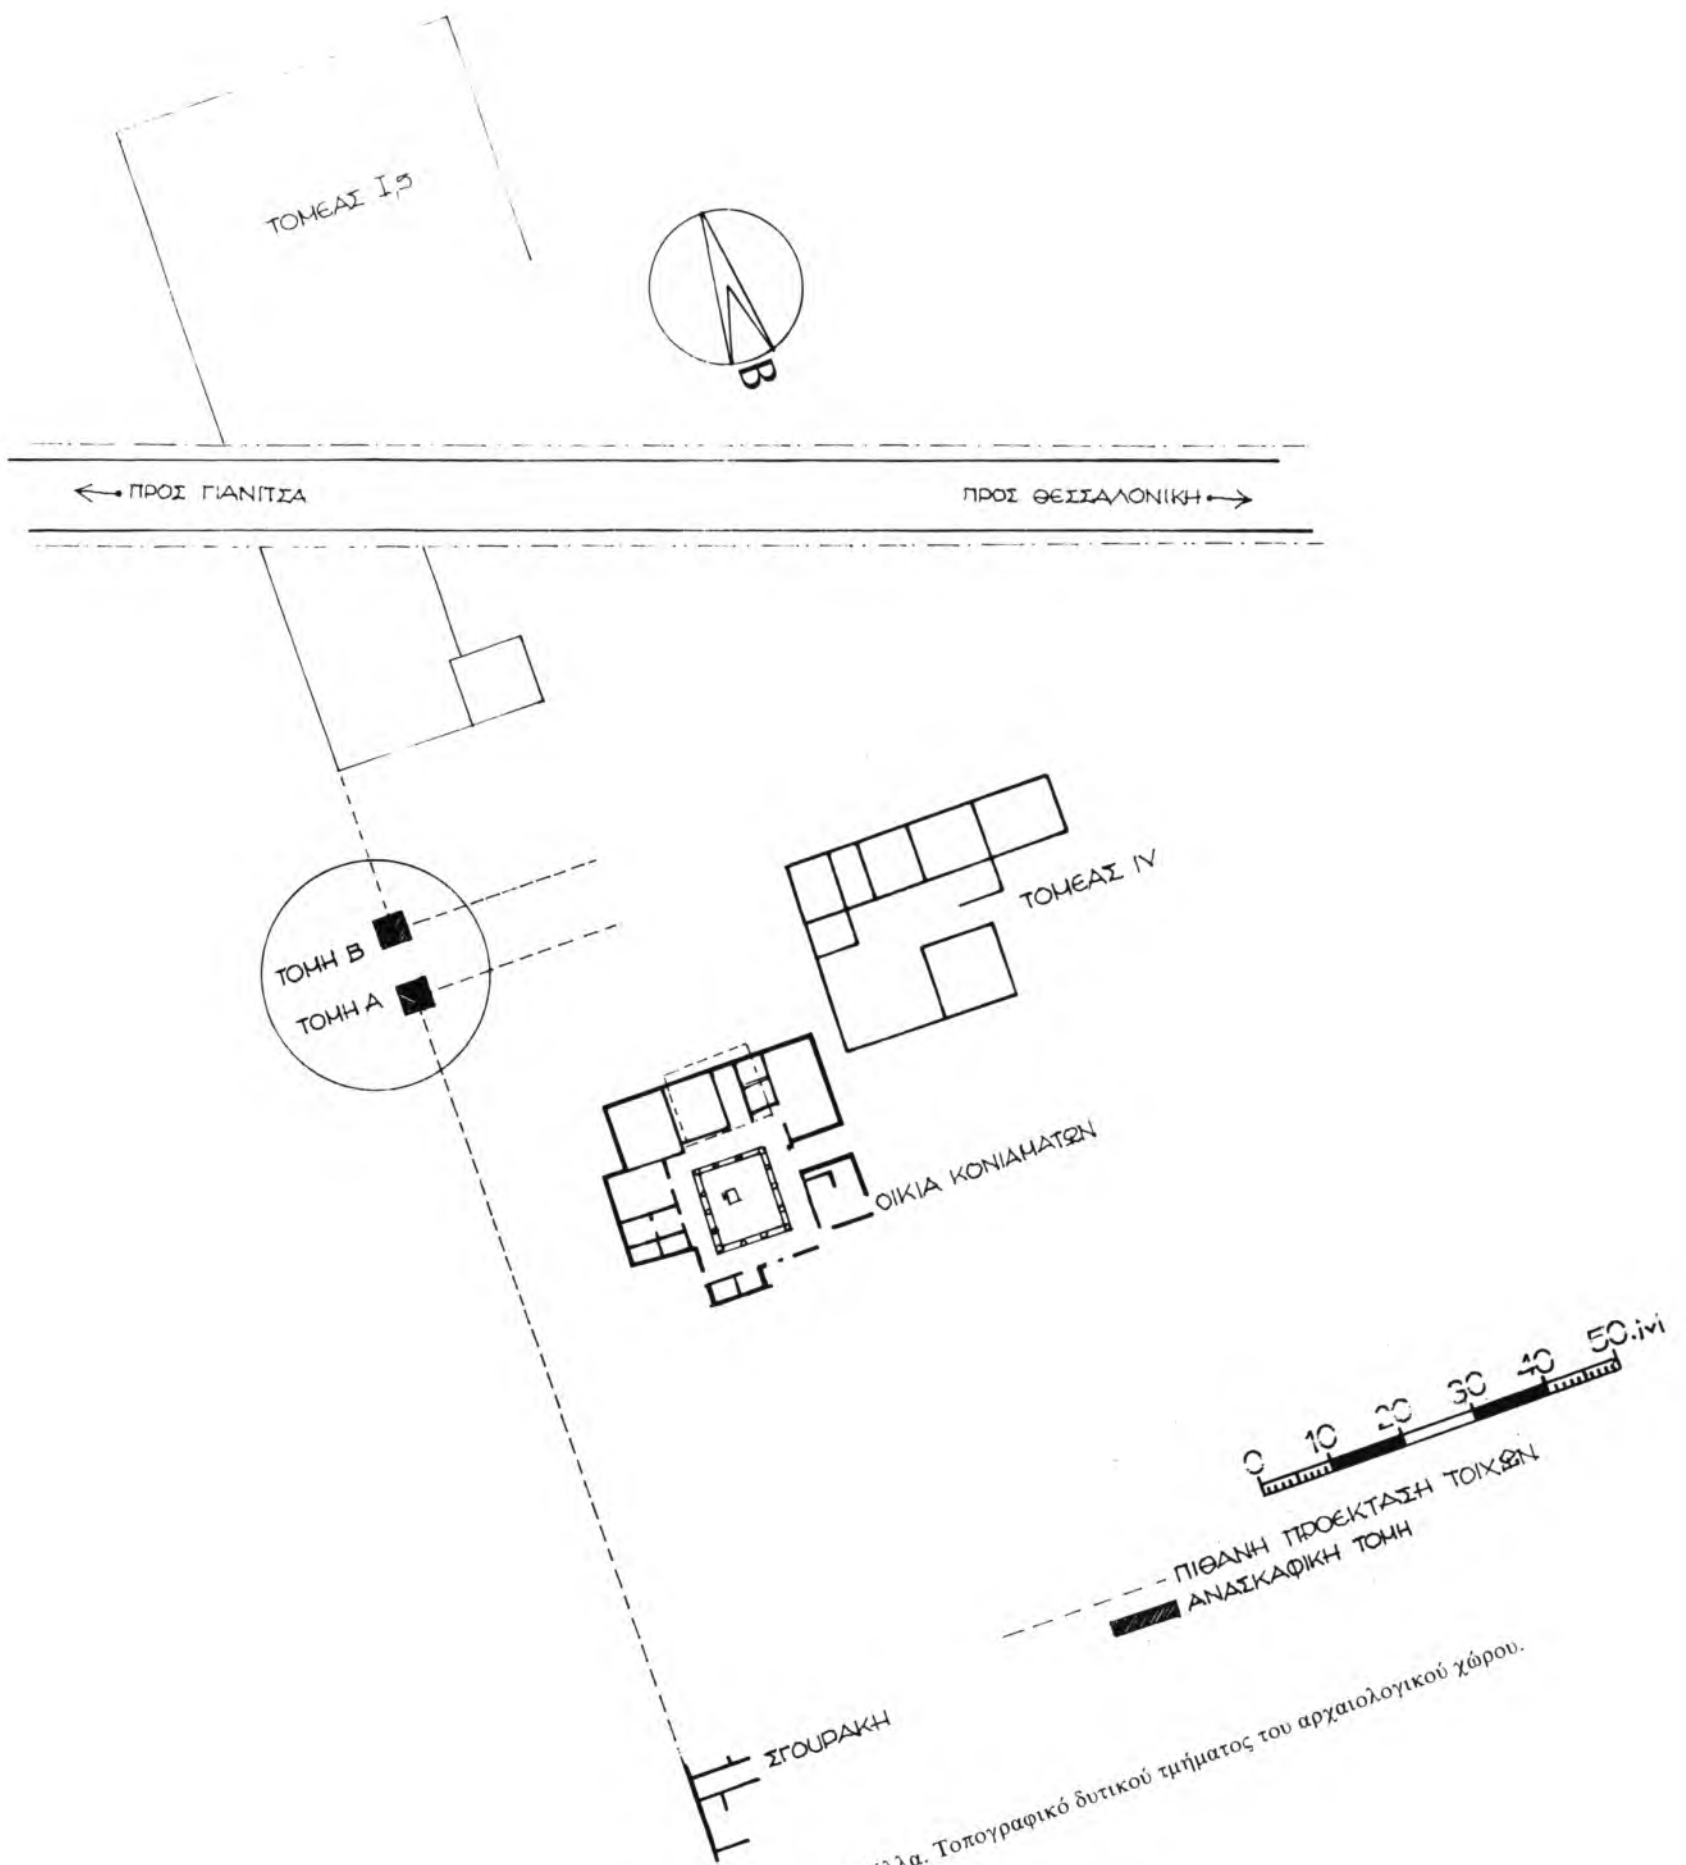 ΤΟΜΕΑΣ Ι,5
Β
← ΠΡΟΣ ΓΙΑΝΙΤΣΑ
ΠΡΟΣ ΘΕΣΣΑΛΟΝΙΚΗ →
ΤΟΜΕΑΣ IV
ΤΟΜΗ Β
ΤΟΜΗ Α
ΟΙΚΙΑ ΚΟΝΙΑΜΑΤΩΝ
0 10 20 30 40 50
ΠΙΘΑΝΗ ΠΡΟΕΚΤΑΣΗ ΤΟΙΧΩΝ
ΑΝΑΣΚΑΦΙΚΗ ΤΟΜΗ
ΣΓΟΥΡΑΚΗ
Τοπογραφικό δυτικού τμήματος του αρχαιολογικού χώρου.